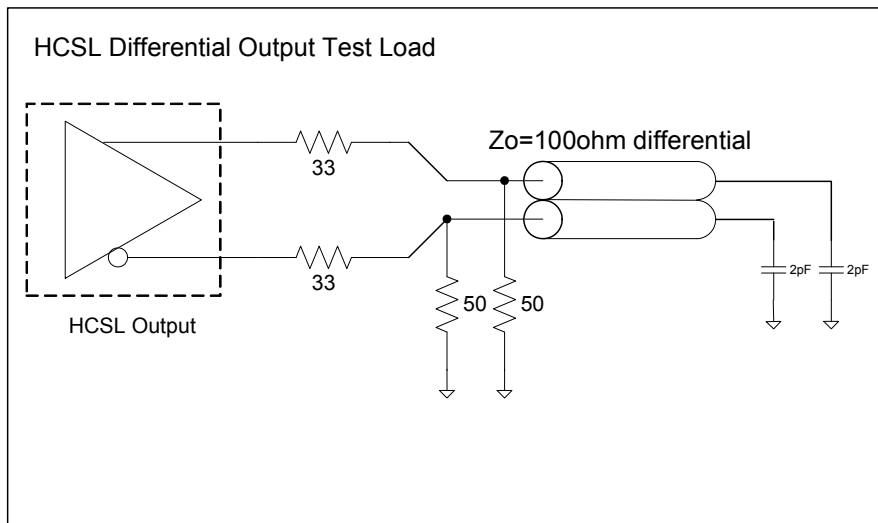 HCSL Differential Output Test Load
Zo=100ohm differential
33
33
50
50
2pF
2pF
HCSL Output